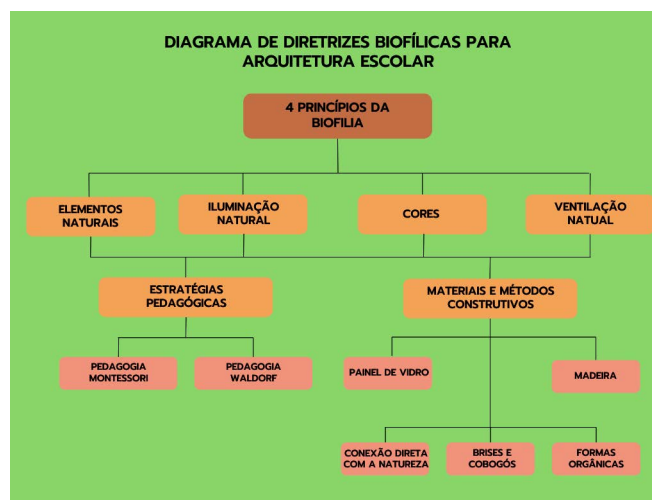 DIAGRAMA DE DIRETRIZES BIOFÍLICAS PARA
ARQUITETURA ESCOLAR
4 PRINCÍPIOS DA
BIOFILIA
ELEMENTOS
NATURAIS
ILUMINAÇÃO
NATURAL
CORES
VENTILAÇÃO
NATUAL
ESTRATÉGIAS
PEDAGÓGICAS
MATERIAIS E MÉTODOS
CONSTRUTIVOS
PEDAGOGIA
MONTESSORI
PEDAGOGIA
WALDORF
PAINEL DE VIDRO
MADEIRA
CONEXÃO DIRETA
COM A NATUREZA
BRISES E
COBOGÓS
FORMAS
ORGÂNICAS